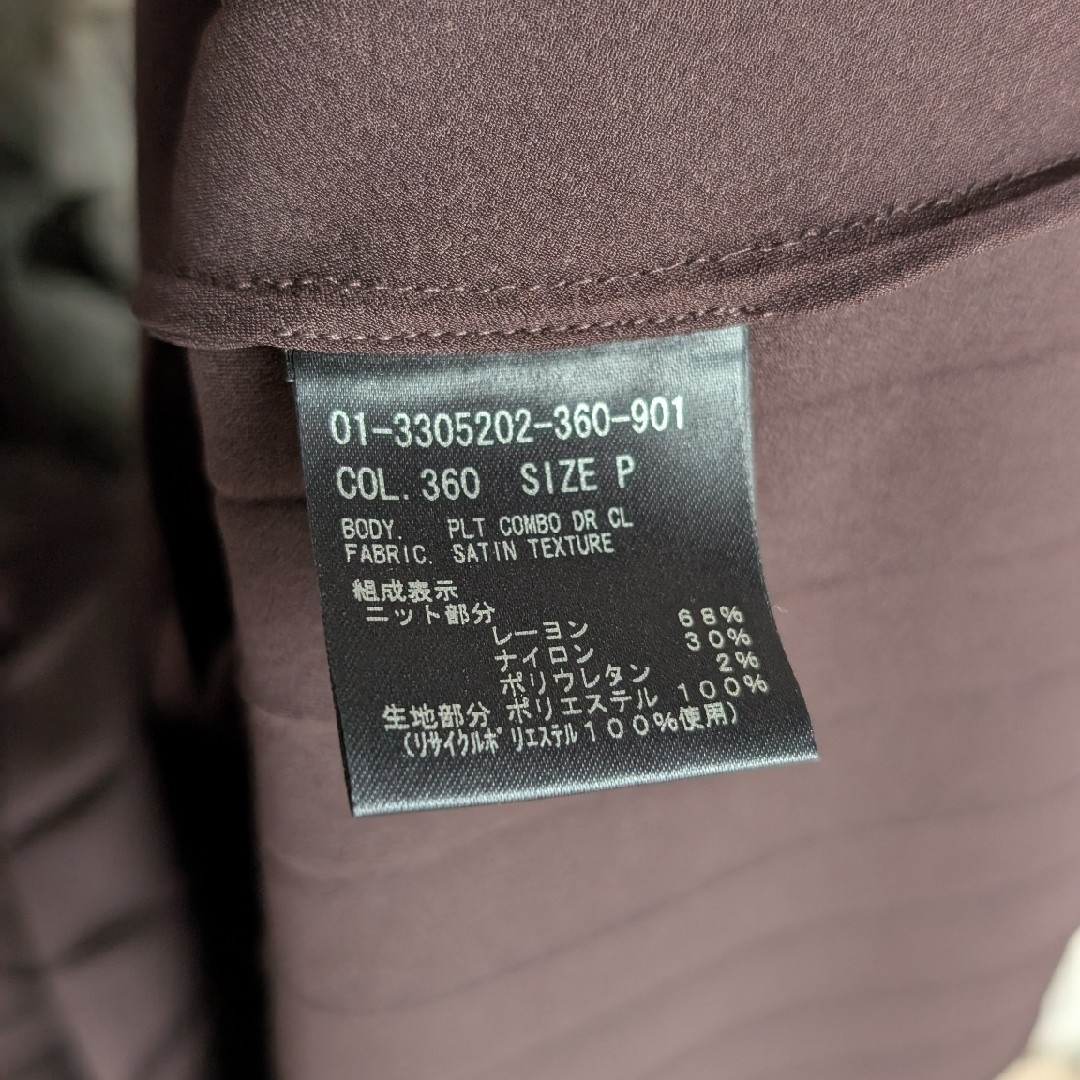 01-3305202-360-901
COL. 360 SIZE P
BODY. PLT COMBO DR CL
FABRIC. SATIN TEXTURE
組成表示
ニット部分
レーヨン 68%
ナイロン 30%
ポリウレタン 2%
生地部分 ポリエステル 100%
(リサイクルポリエステル100%使用)